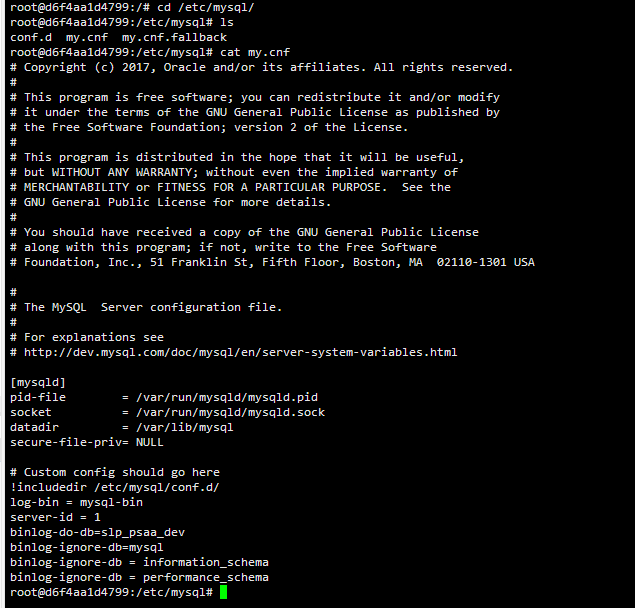 root@d6f4aa1d4799:/# cd /etc/mysql/
root@d6f4aa1d4799:/etc/mysql# ls
conf.d  my.cnf  my.cnf.fallback
root@d6f4aa1d4799:/etc/mysql# cat my.cnf
# Copyright (c) 2017, Oracle and/or its affiliates. All rights reserved.
#
# This program is free software; you can redistribute it and/or modify
# it under the terms of the GNU General Public License as published by
# the Free Software Foundation; version 2 of the License.
#
# This program is distributed in the hope that it will be useful,
# but WITHOUT ANY WARRANTY; without even the implied warranty of
# MERCHANTABILITY or FITNESS FOR A PARTICULAR PURPOSE.  See the
# GNU General Public License for more details.
#
# You should have received a copy of the GNU General Public License
# along with this program; if not, write to the Free Software
# Foundation, Inc., 51 Franklin St, Fifth Floor, Boston, MA  02110-1301 USA

#
# The MySQL  Server configuration file.
#
# For explanations see
# http://dev.mysql.com/doc/mysql/en/server-system-variables.html

[mysqld]
pid-file        = /var/run/mysqld/mysqld.pid
socket          = /var/run/mysqld/mysqld.sock
datadir         = /var/lib/mysql
secure-file-priv= NULL

# Custom config should go here
!includedir /etc/mysql/conf.d/
log-bin = mysql-bin
server-id = 1
binlog-do-db=slp_psaa_dev
binlog-ignore-db=mysql
binlog-ignore-db = information_schema
binlog-ignore-db = performance_schema
root@d6f4aa1d4799:/etc/mysql#